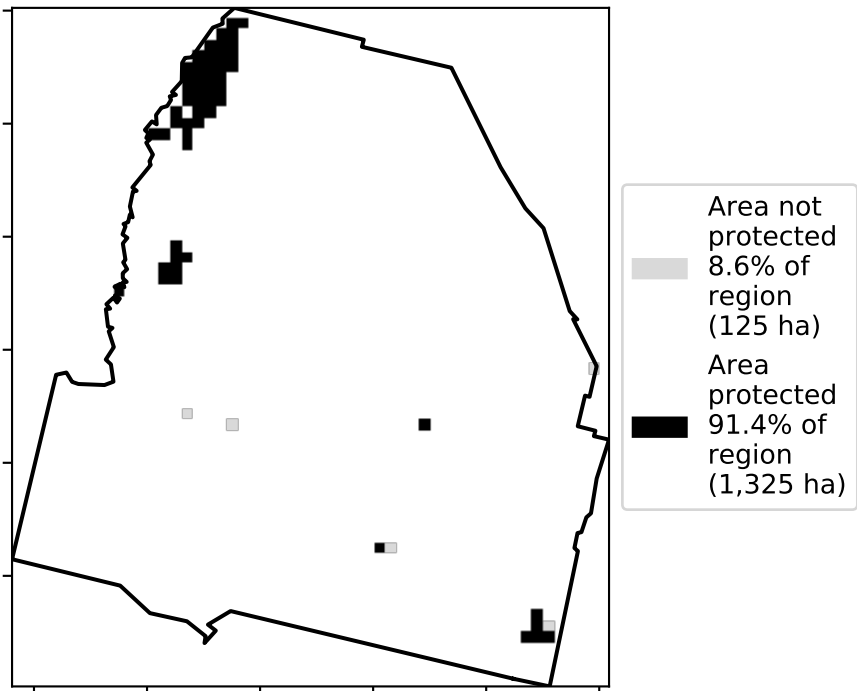 Area not
protected
8.6% of
region
(125 ha)
Area
protected
91.4% of
region
(1,325 ha)